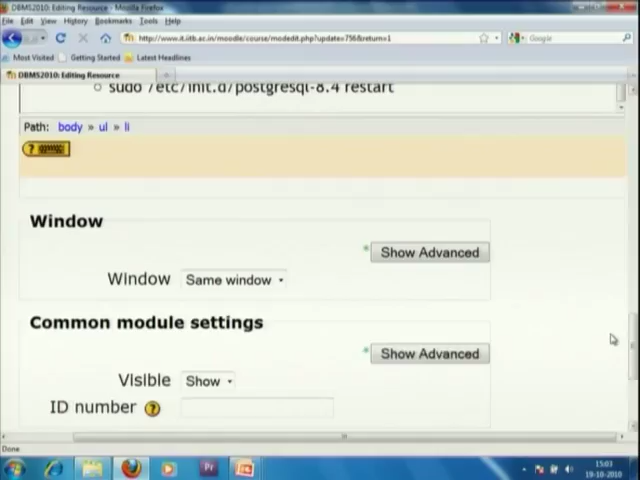 DBMS2010: Editing Resource - Mozilla Firefox
File Edit View History Bookmarks Tools Help
http://www.it.iitb.ac.in/moodle/course/modedit.php?update=756&return=1
Google
Most Visited Getting Started Latest Headlines
DBMS2010: Editing Resource
sudo /etc/init.d/postgresql-8.4 restart
Path: body » ul » li
?
Window
* Show Advanced
Window Same window
Common module settings
* Show Advanced
Visible Show
ID number ?
Done
Pr
15:03
19-10-2010